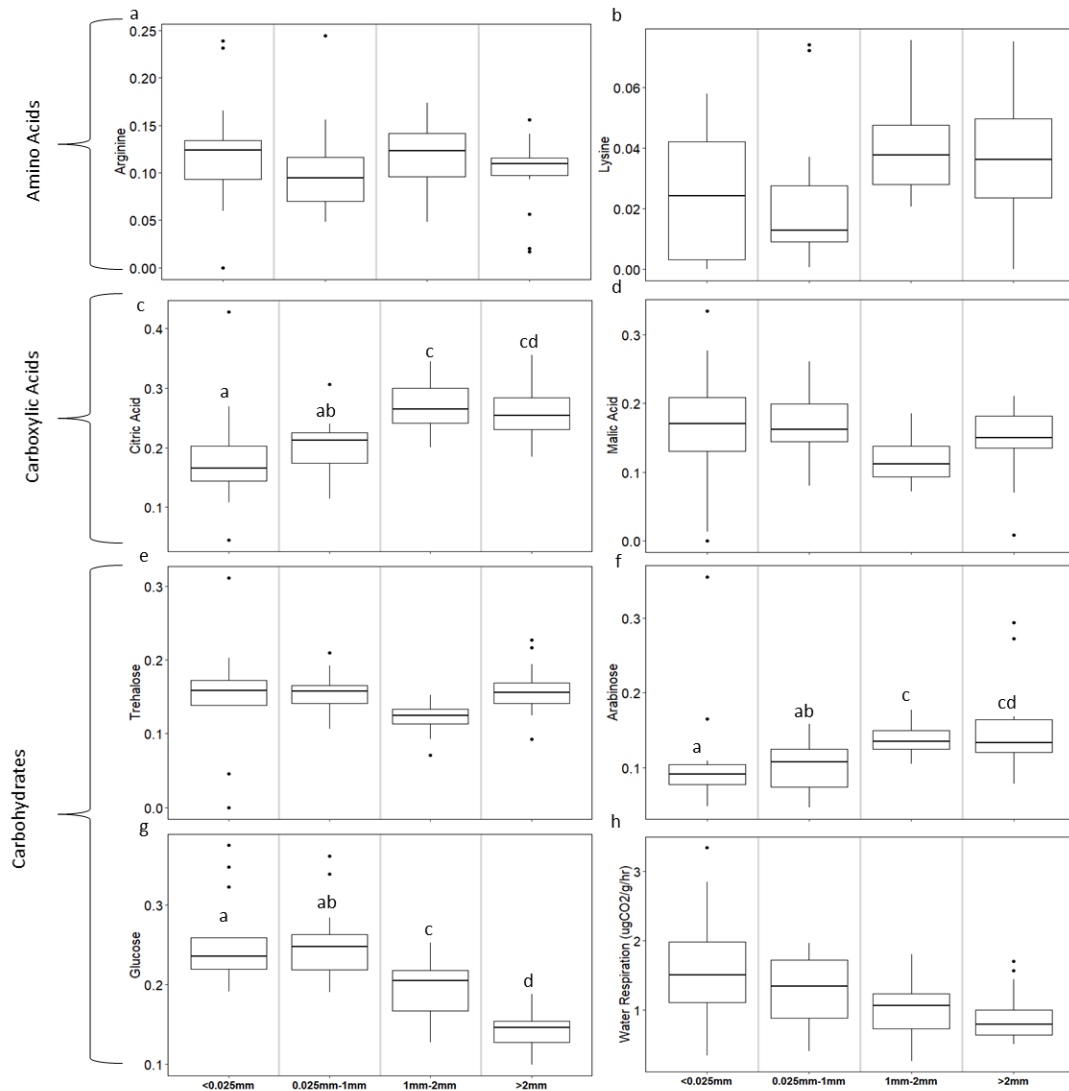 Amino Acids
a
0.25
0.20
0.15
0.10
0.05
0.00
Arginine
b
0.06
0.04
0.02
0.00
Lysine
Carboxylic Acids
c
0.4
0.3
0.2
0.1
Citric Acid
a
ab
c
cd
d
0.3
0.2
0.1
0.0
Malic Acid
Carbohydrates
e
0.3
0.2
0.1
0.0
Trehalose
f
0.3
0.2
0.1
Arabinose
a
ab
c
cd
g
0.3
0.2
0.1
Glucose
a
ab
c
d
<0.025mm 0.025mm-1mm 1mm-2mm >2mm
h
3
2
1
Water Respiration (ugCO2/g/hr)
<0.025mm 0.025mm-1mm 1mm-2mm >2mm